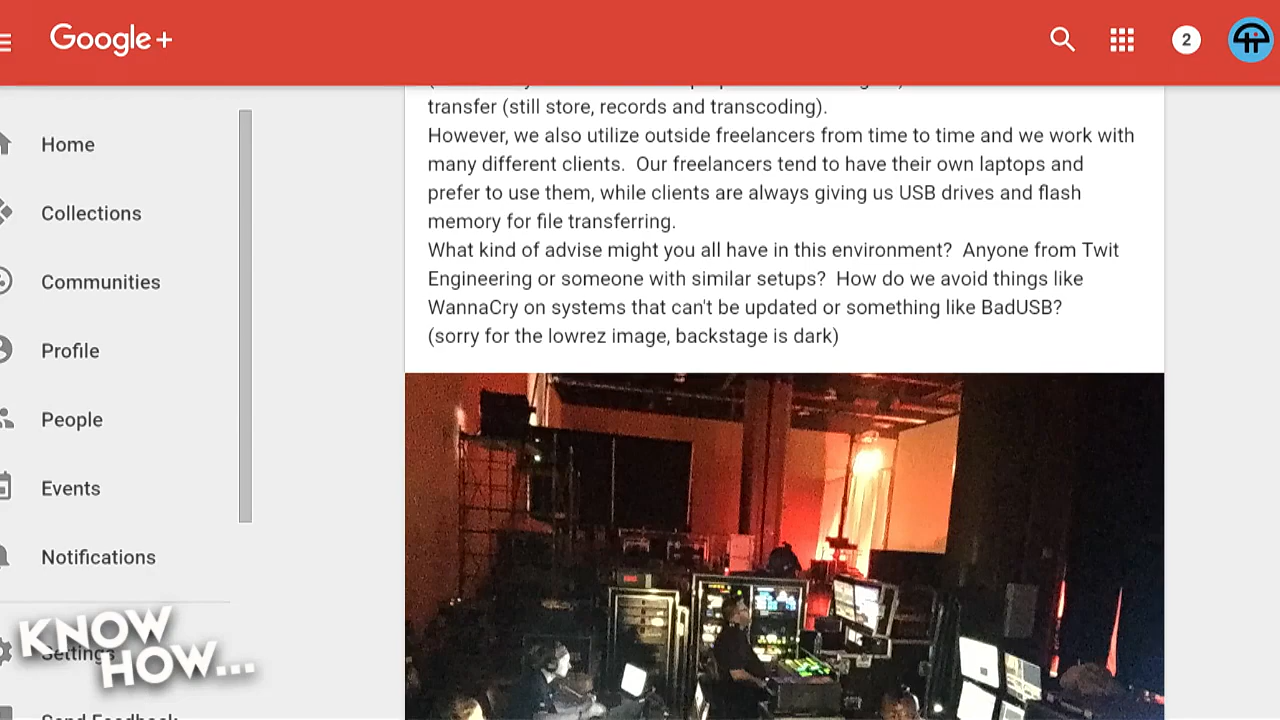 Google+
2
transfer (still store, records and transcoding).
However, we also utilize outside freelancers from time to time and we work with
many different clients.  Our freelancers tend to have their own laptops and
prefer to use them, while clients are always giving us USB drives and flash
memory for file transferring.
What kind of advise might you all have in this environment?  Anyone from Twit
Engineering or someone with similar setups?  How do we avoid things like
WannaCry on systems that can't be updated or something like BadUSB?
(sorry for the lowrez image, backstage is dark)
Home
Collections
Communities
Profile
People
Events
Notifications
Settings
Send Feedback
KNOW
HOW...